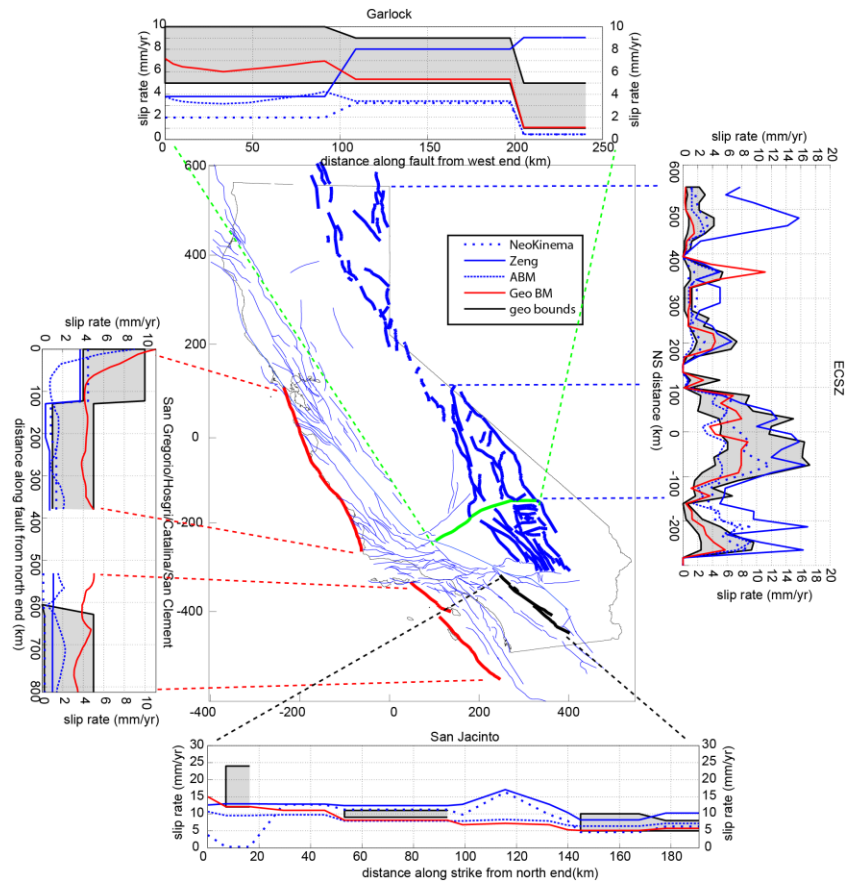 Garlock
10 10
8 8
6 6
4 4
2 2
0 0
slip rate (mm/yr)
slip rate (mm/yr)
0 50 100 150 200 250
distance along fault from west end (km)
600
400
200
0
-200
-400
-400 -200 0 200 400
NeoKinema
Zeng
ABM
Geo BM
geo bounds
slip rate (mm/yr)
0 2 4 6 8 10
0
100
200
300
400
500
600
700
800
distance along fault from north end (km)
San Gregorio/Hosgri
Catalina/San Clement
0 2 4 6 8 10
slip rate (mm/yr)
slip rate (mm/yr)
0 2 4 6 8 10 14 16 20
600
500
400
300
200
100
0
-100
-200
NS distance (km)
ECSZ
0 2 4 6 8 10 14 16 20
slip rate (mm/yr)
San Jacinto
30 30
25 25
20 20
15 15
10 10
5 5
0 0
slip rate (mm/yr)
slip rate (mm/yr)
0 20 40 60 80 100 120 140 160 180
distance along strike from north end(km)